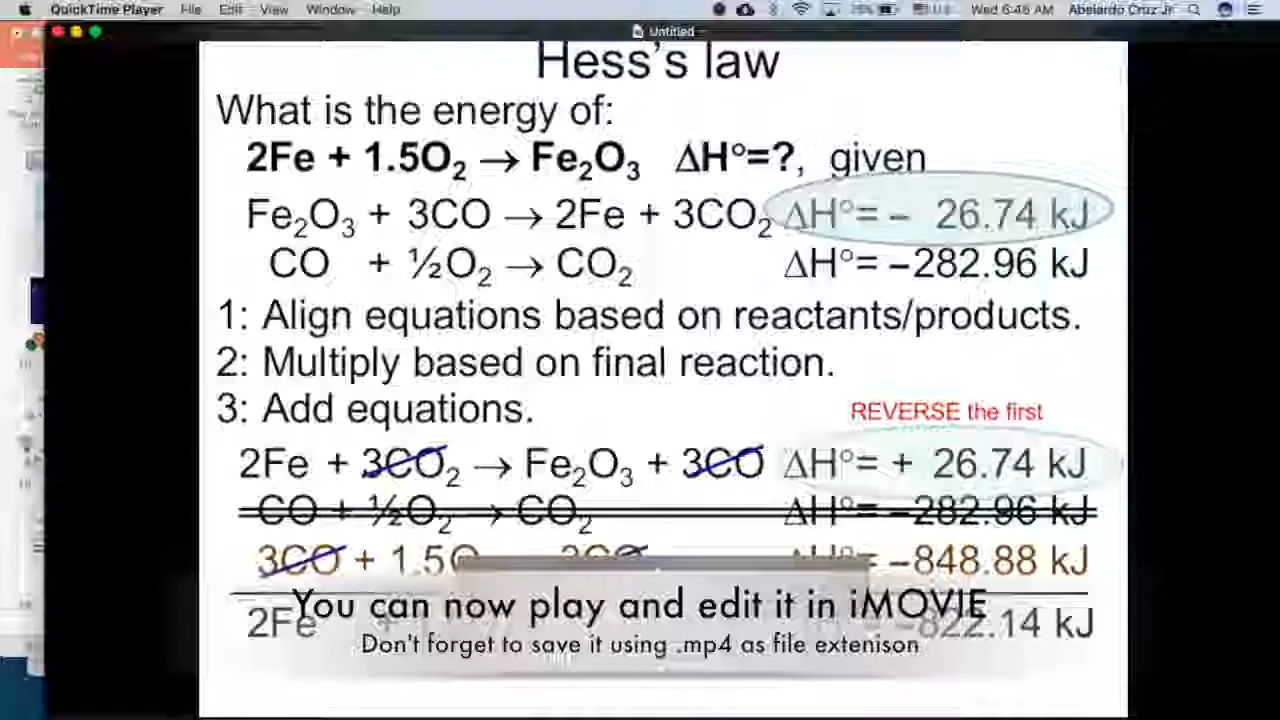 QuickTime Player File Edit View Window Help Wed 6:46 AM Abelardo Cruz Jr
Untitled
Hess's law
What is the energy of:
2Fe + 1.5O₂ → Fe₂O₃ ΔH°=?, given
Fe₂O₃ + 3CO → 2Fe + 3CO₂ ΔH°= − 26.74 kJ
CO + ½O₂ → CO₂ ΔH°= −282.96 kJ
1: Align equations based on reactants/products.
2: Multiply based on final reaction.
3: Add equations.
REVERSE the first
2Fe + 3CO₂ → Fe₂O₃ + 3CO ΔH°= + 26.74 kJ
CO + ½O₂ → CO₂ ΔH°= −282.96 kJ
3CO + 1.5O 3CO ΔH°= −848.88 kJ
You can now play and edit it in iMOVIE
2Fe + −822.14 kJ
Don't forget to save it using .mp4 as file extenison